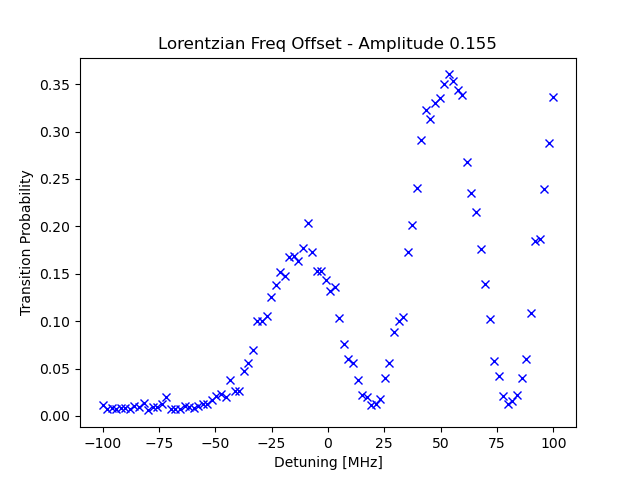 Lorentzian Freq Offset - Amplitude 0.155
Transition Probability
0.35
0.30
0.25
0.20
0.15
0.10
0.05
0.00
−100 −75 −50 −25 0 25 50 75 100
Detuning [MHz]